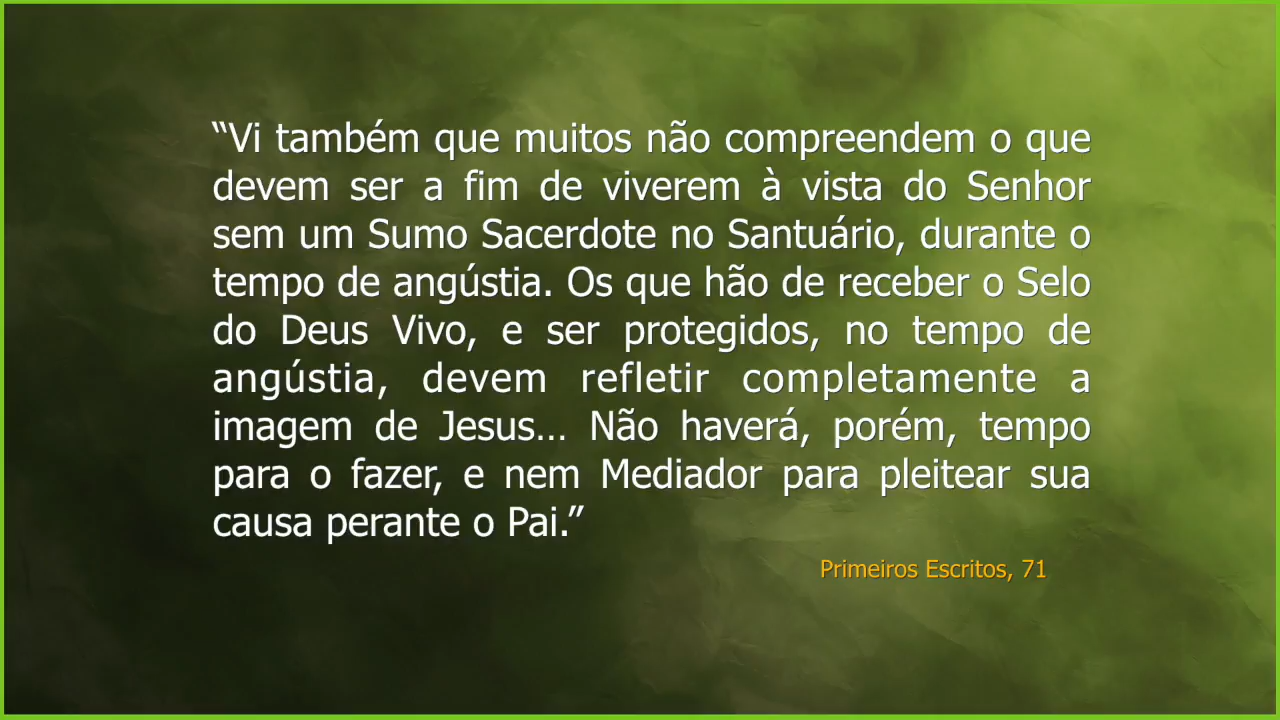 “Vi também que muitos não compreendem o que
devem ser a fim de viverem à vista do Senhor
sem um Sumo Sacerdote no Santuário, durante o
tempo de angústia. Os que hão de receber o Selo
do Deus Vivo, e ser protegidos, no tempo de
angústia, devem refletir completamente a
imagem de Jesus… Não haverá, porém, tempo
para o fazer, e nem Mediador para pleitear sua
causa perante o Pai.”
Primeiros Escritos, 71